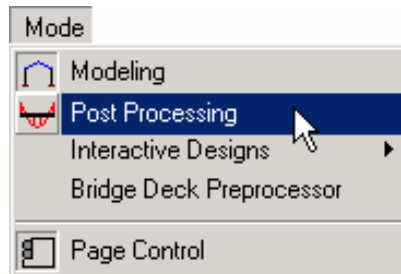 Mode
Modeling
Post Processing
Interactive Designs
Bridge Deck Preprocessor
Page Control